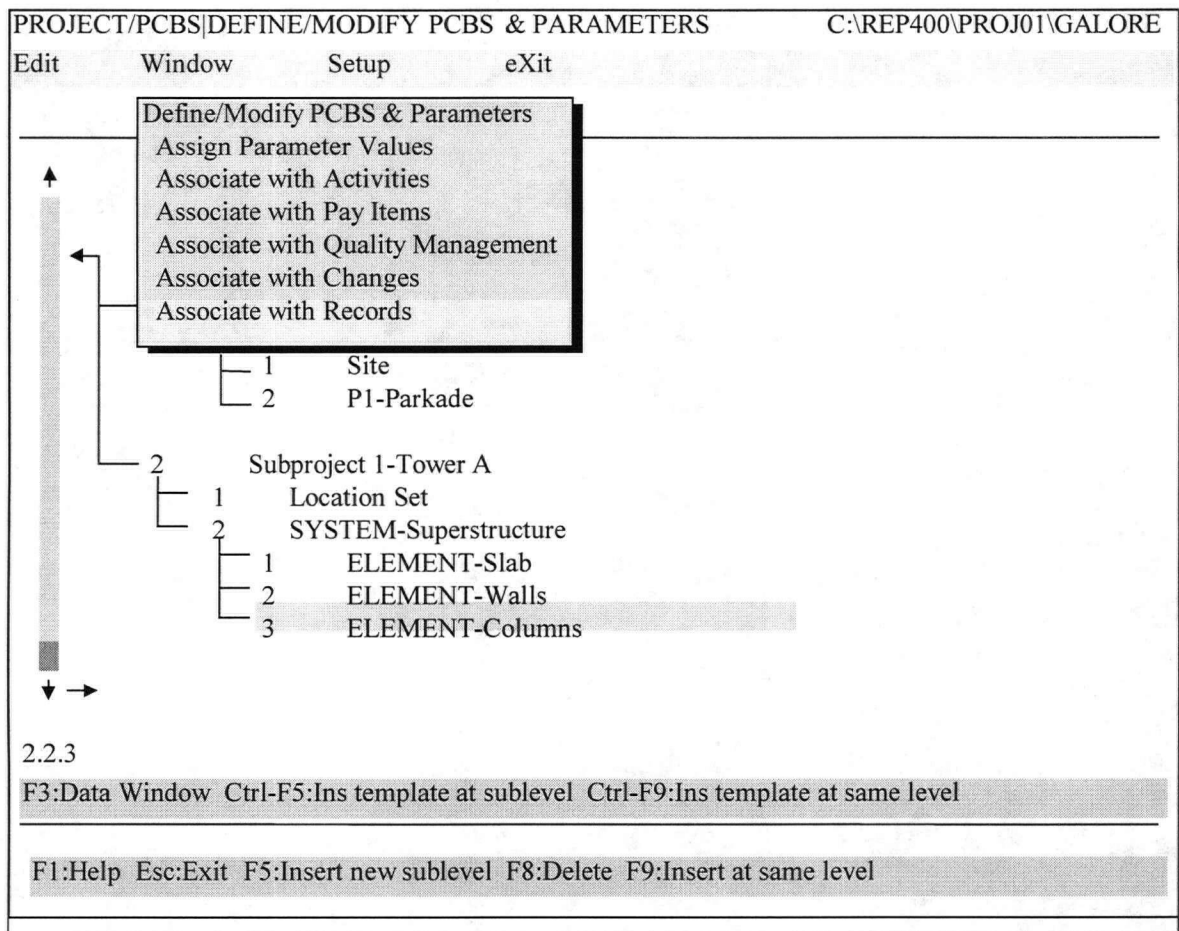 PROJECT/PCBS|DEFINE/MODIFY PCBS & PARAMETERS C:\REP400\PROJ01\GALORE
Edit Window Setup eXit
Define/Modify PCBS & Parameters
Assign Parameter Values
Associate with Activities
Associate with Pay Items
Associate with Quality Management
Associate with Changes
Associate with Records
1 Site
2 P1-Parkade
2 Subproject 1-Tower A
1 Location Set
2 SYSTEM-Superstructure
1 ELEMENT-Slab
2 ELEMENT-Walls
3 ELEMENT-Columns
2.2.3
F3:Data Window Ctrl-F5:Ins template at sublevel Ctrl-F9:Ins template at same level
F1:Help Esc:Exit F5:Insert new sublevel F8:Delete F9:Insert at same level